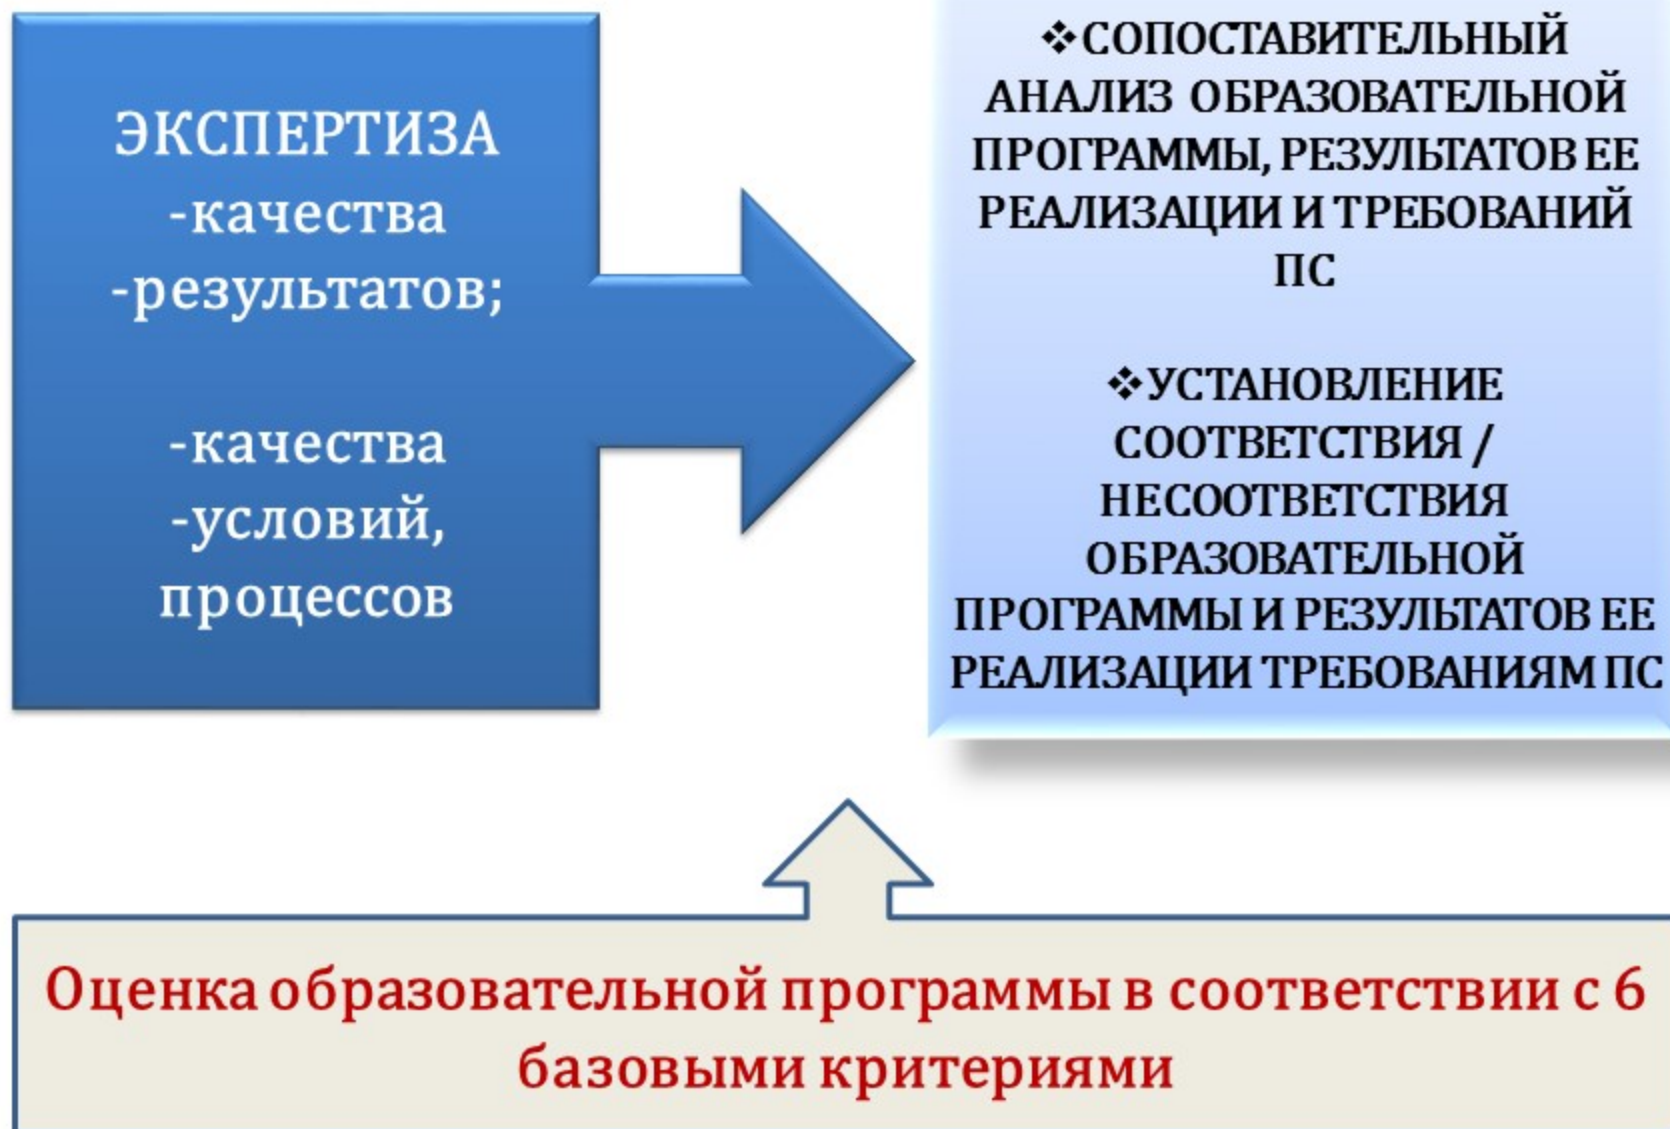 ЭКСПЕРТИЗА
-качества
-результатов;
-качества
-условий,
процессов
❖СОПОСТАВИТЕЛЬНЫЙ
АНАЛИЗ ОБРАЗОВАТЕЛЬНОЙ
ПРОГРАММЫ, РЕЗУЛЬТАТОВ ЕЕ
РЕАЛИЗАЦИИ И ТРЕБОВАНИЙ
ПС
❖УСТАНОВЛЕНИЕ
СООТВЕТСТВИЯ /
НЕСООТВЕТСТВИЯ
ОБРАЗОВАТЕЛЬНОЙ
ПРОГРАММЫ И РЕЗУЛЬТАТОВ ЕЕ
РЕАЛИЗАЦИИ ТРЕБОВАНИЯМ ПС
Оценка образовательной программы в соответствии с 6
базовыми критериями